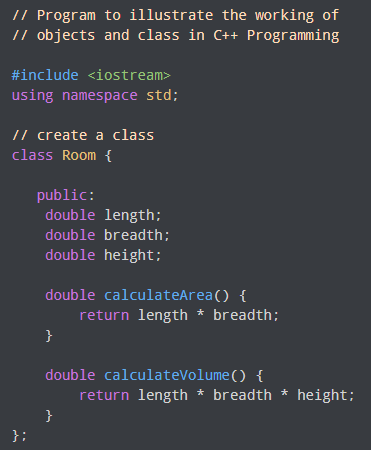 // Program to illustrate the working of
// objects and class in C++ Programming
#include <iostream>
using namespace std;
// create a class
class Room {
public:
double length;
double breadth;
double height;
double calculateArea() {
return length * breadth;
}
double calculateVolume() {
return length * breadth * height;
}
};